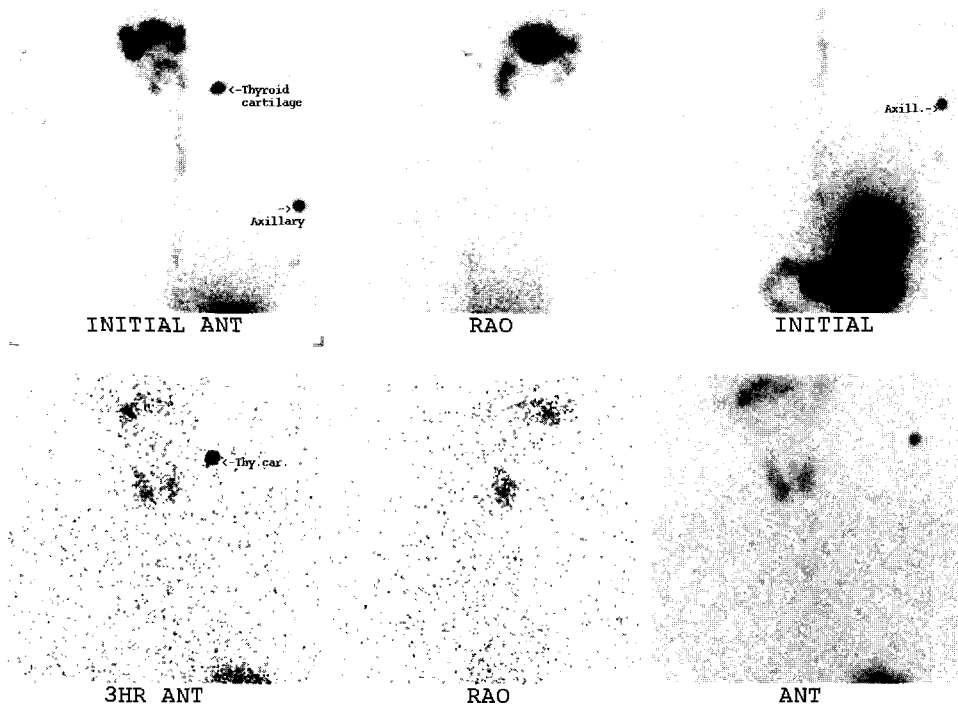 <-Thyroid
cartilage
Axill.->
->
Axillary
INITIAL ANT
RAO
INITIAL
<-Thy.car.
3HR ANT
RAO
ANT